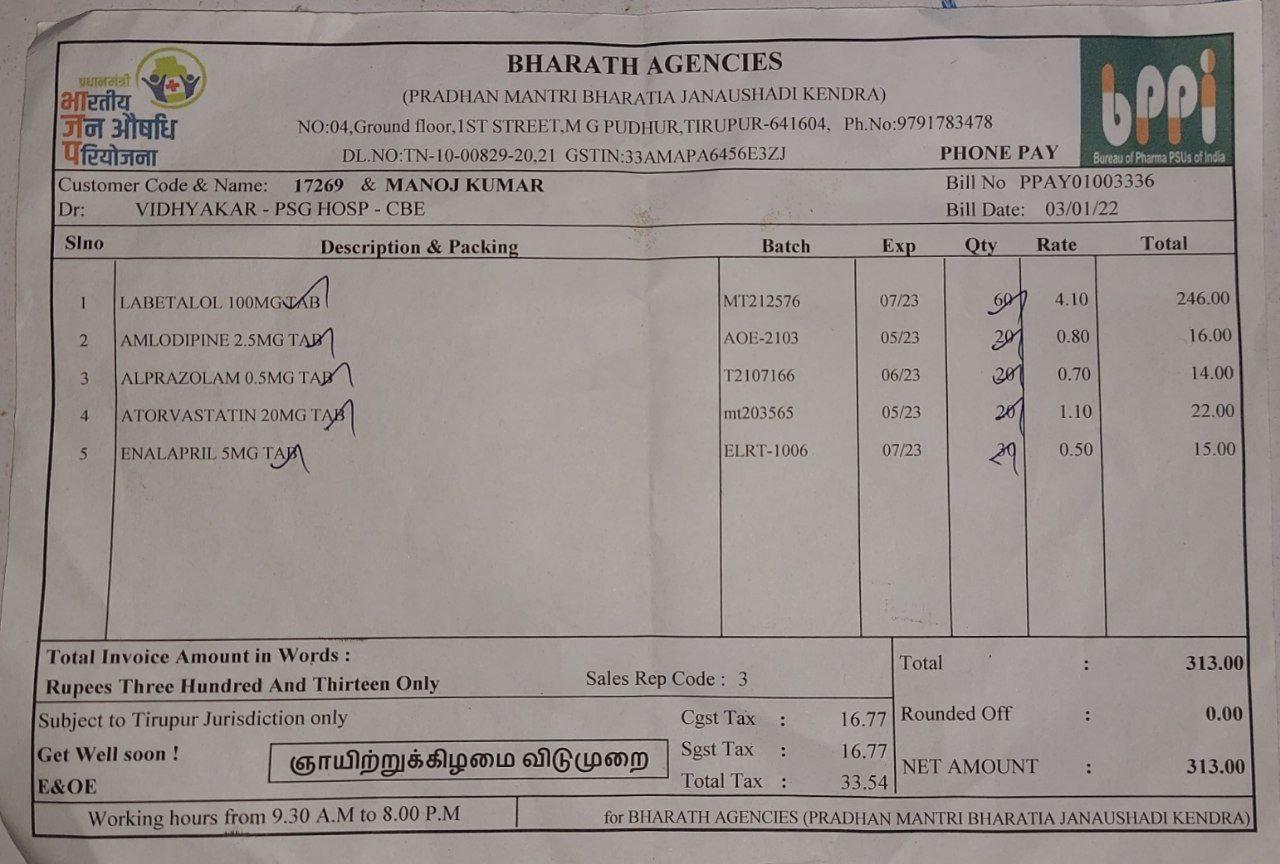 प्रधानमंत्री
भारतीय
जन औषधि
परियोजना
BHARATH AGENCIES
(PRADHAN MANTRI BHARATIA JANAUSHADI KENDRA)
NO:04,Ground floor,1ST STREET,M G PUDHUR,TIRUPUR-641604, Ph.No:9791783478
DL.NO:TN-10-00829-20,21 GSTIN:33AMAPA6456E3ZJ PHONE PAY
bppi
Bureau of Pharma PSUs of India
Customer Code & Name: 17269 & MANOJ KUMAR Bill No PPAY01003336
Dr: VIDHYAKAR - PSG HOSP - CBE Bill Date: 03/01/22
Slno Description & Packing Batch Exp Qty Rate Total
1 LABETALOL 100MG TAB MT212576 07/23 60 4.10 246.00
2 AMLODIPINE 2.5MG TAB AOE-2103 05/23 20 0.80 16.00
3 ALPRAZOLAM 0.5MG TAB T2107166 06/23 20 0.70 14.00
4 ATORVASTATIN 20MG TAB mt203565 05/23 20 1.10 22.00
5 ENALAPRIL 5MG TAB ELRT-1006 07/23 0.50 15.00
Total Invoice Amount in Words :
Rupees Three Hundred And Thirteen Only Sales Rep Code : 3
Total : 313.00
Subject to Tirupur Jurisdiction only Cgst Tax : 16.77 Rounded Off : 0.00
Get Well soon ! ஞாயிற்றுக்கிழமை விடுமுறை Sgst Tax : 16.77
E&OE Total Tax : 33.54 NET AMOUNT : 313.00
Working hours from 9.30 A.M to 8.00 P.M for BHARATH AGENCIES (PRADHAN MANTRI BHARATIA JANAUSHADI KENDRA)